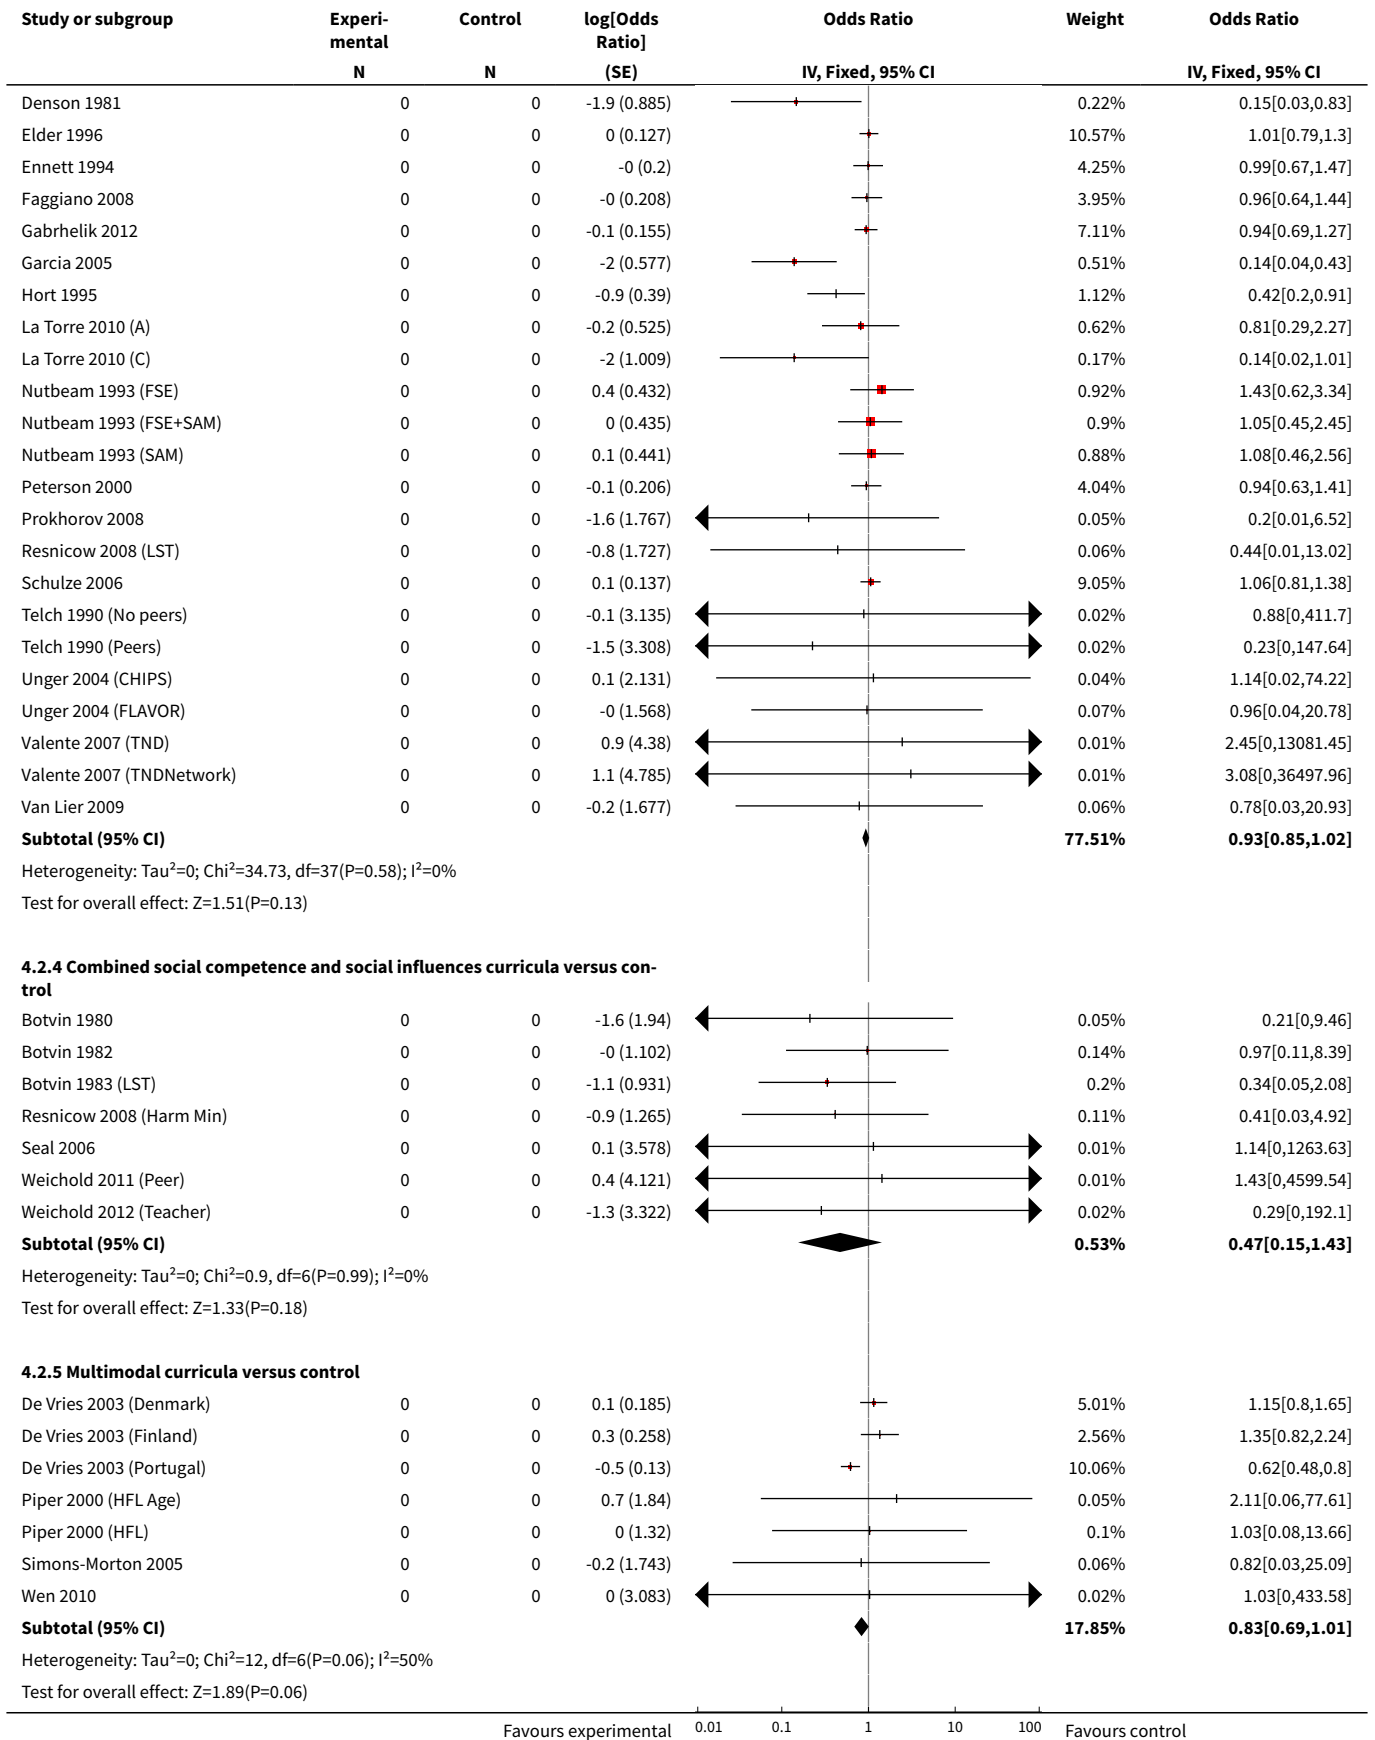 Study or subgroup Experi- Control log[Odds Odds Ratio Weight Odds Ratio
mental Ratio]
N N (SE) IV, Fixed, 95% CI IV, Fixed, 95% CI
Denson 1981 0 0 -1.9 (0.885) 0.22% 0.15[0.03,0.83]
Elder 1996 0 0 0 (0.127) 10.57% 1.01[0.79,1.3]
Ennett 1994 0 0 -0 (0.2) 4.25% 0.99[0.67,1.47]
Faggiano 2008 0 0 -0 (0.208) 3.95% 0.96[0.64,1.44]
Gabrhelik 2012 0 0 -0.1 (0.155) 7.11% 0.94[0.69,1.27]
Garcia 2005 0 0 -2 (0.577) 0.51% 0.14[0.04,0.43]
Hort 1995 0 0 -0.9 (0.39) 1.12% 0.42[0.2,0.91]
La Torre 2010 (A) 0 0 -0.2 (0.525) 0.62% 0.81[0.29,2.27]
La Torre 2010 (C) 0 0 -2 (1.009) 0.17% 0.14[0.02,1.01]
Nutbeam 1993 (FSE) 0 0 0.4 (0.432) 0.92% 1.43[0.62,3.34]
Nutbeam 1993 (FSE+SAM) 0 0 0 (0.435) 0.9% 1.05[0.45,2.45]
Nutbeam 1993 (SAM) 0 0 0.1 (0.441) 0.88% 1.08[0.46,2.56]
Peterson 2000 0 0 -0.1 (0.206) 4.04% 0.94[0.63,1.41]
Prokhorov 2008 0 0 -1.6 (1.767) 0.05% 0.2[0.01,6.52]
Resnicow 2008 (LST) 0 0 -0.8 (1.727) 0.06% 0.44[0.01,13.02]
Schulze 2006 0 0 0.1 (0.137) 9.05% 1.06[0.81,1.38]
Telch 1990 (No peers) 0 0 -0.1 (3.135) 0.02% 0.88[0,411.7]
Telch 1990 (Peers) 0 0 -1.5 (3.308) 0.02% 0.23[0,147.64]
Unger 2004 (CHIPS) 0 0 0.1 (2.131) 0.04% 1.14[0.02,74.22]
Unger 2004 (FLAVOR) 0 0 -0 (1.568) 0.07% 0.96[0.04,20.78]
Valente 2007 (TND) 0 0 0.9 (4.38) 0.01% 2.45[0,13081.45]
Valente 2007 (TNDNetwork) 0 0 1.1 (4.785) 0.01% 3.08[0,36497.96]
Van Lier 2009 0 0 -0.2 (1.677) 0.06% 0.78[0.03,20.93]
Subtotal (95% CI) 77.51% 0.93[0.85,1.02]
Heterogeneity: Tau²=0; Chi²=34.73, df=37(P=0.58); I²=0%
Test for overall effect: Z=1.51(P=0.13)
4.2.4 Combined social competence and social influences curricula versus con-
trol
Botvin 1980 0 0 -1.6 (1.94) 0.05% 0.21[0,9.46]
Botvin 1982 0 0 -0 (1.102) 0.14% 0.97[0.11,8.39]
Botvin 1983 (LST) 0 0 -1.1 (0.931) 0.2% 0.34[0.05,2.08]
Resnicow 2008 (Harm Min) 0 0 -0.9 (1.265) 0.11% 0.41[0.03,4.92]
Seal 2006 0 0 0.1 (3.578) 0.01% 1.14[0,1263.63]
Weichold 2011 (Peer) 0 0 0.4 (4.121) 0.01% 1.43[0,4599.54]
Weichold 2012 (Teacher) 0 0 -1.3 (3.322) 0.02% 0.29[0,192.1]
Subtotal (95% CI) 0.53% 0.47[0.15,1.43]
Heterogeneity: Tau²=0; Chi²=0.9, df=6(P=0.99); I²=0%
Test for overall effect: Z=1.33(P=0.18)
4.2.5 Multimodal curricula versus control
De Vries 2003 (Denmark) 0 0 0.1 (0.185) 5.01% 1.15[0.8,1.65]
De Vries 2003 (Finland) 0 0 0.3 (0.258) 2.56% 1.35[0.82,2.24]
De Vries 2003 (Portugal) 0 0 -0.5 (0.13) 10.06% 0.62[0.48,0.8]
Piper 2000 (HFL Age) 0 0 0.7 (1.84) 0.05% 2.11[0.06,77.61]
Piper 2000 (HFL) 0 0 0 (1.32) 0.1% 1.03[0.08,13.66]
Simons-Morton 2005 0 0 -0.2 (1.743) 0.06% 0.82[0.03,25.09]
Wen 2010 0 0 0 (3.083) 0.02% 1.03[0,433.58]
Subtotal (95% CI) 17.85% 0.83[0.69,1.01]
Heterogeneity: Tau²=0; Chi²=12, df=6(P=0.06); I²=50%
Test for overall effect: Z=1.89(P=0.06)
Favours experimental 0.01 0.1 1 10 100 Favours control